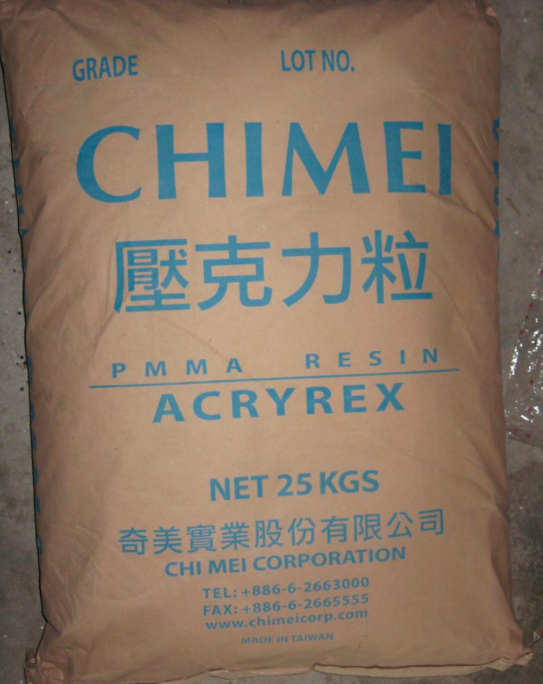 GRADE LOT NO.
CHIMEI
壓克力粒
PMMA RESIN
ACRYREX
NET 25 KGS
奇美實業股份有限公司
CHI MEI CORPORATION
TEL: +886-6-2663000
FAX: +886-6-2665555
www.chimeicorp.com
MADE IN TAIWAN